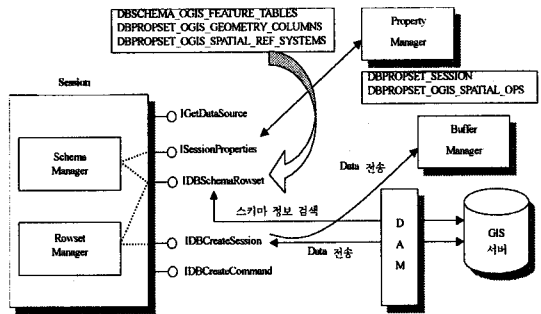 DBSCHEMA_OGIS_FEATURE_TABLES
DBPROPSET_OGIS_GEOMETRY_COLUMNS
DBPROPSET_OGIS_SPATIAL_REF_SYSTEMS
Property
Manager
DBPROPSET_SESSION
DBPROPSET_OGIS_SPATIAL_OPS
Session
IGetDataSource
ISessionProperties
Schema
Manager
IDBSchemaRowset
Buffer
Manager
Data 전송
스키마 정보 검색
Rowset
Manager
IDBCreateSession
Data 전송
IDBCreateCommand
D
A
M
GIS
서버